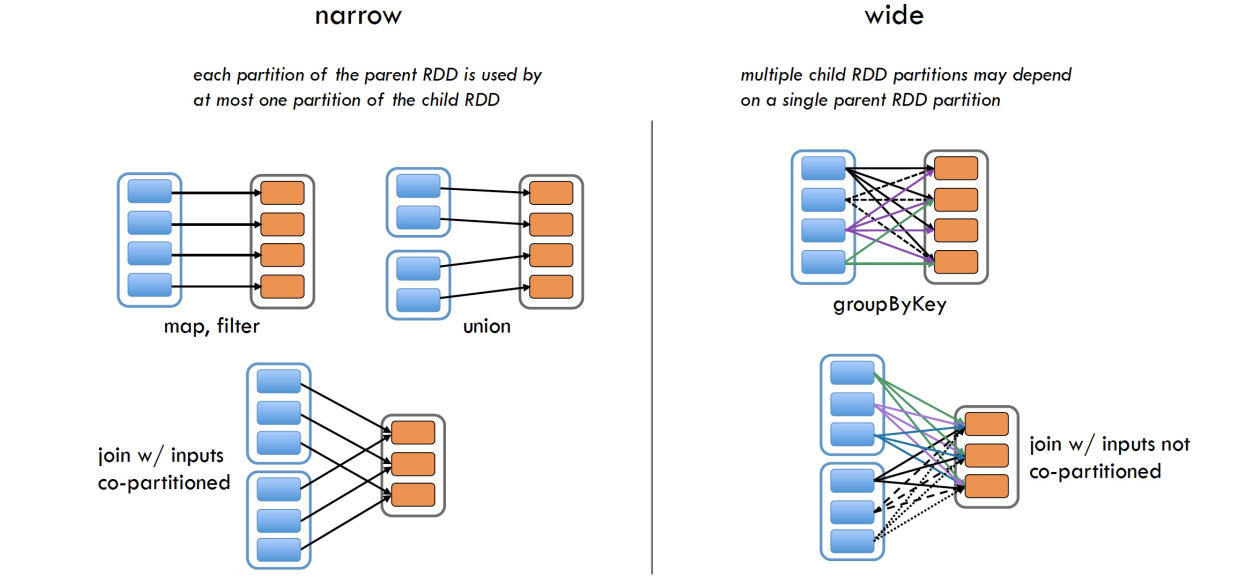 narrow
each partition of the parent RDD is used by
at most one partition of the child RDD
map, filter
union
join w/ inputs
co-partitioned
wide
multiple child RDD partitions may depend
on a single parent RDD partition
groupByKey
join w/ inputs not
co-partitioned